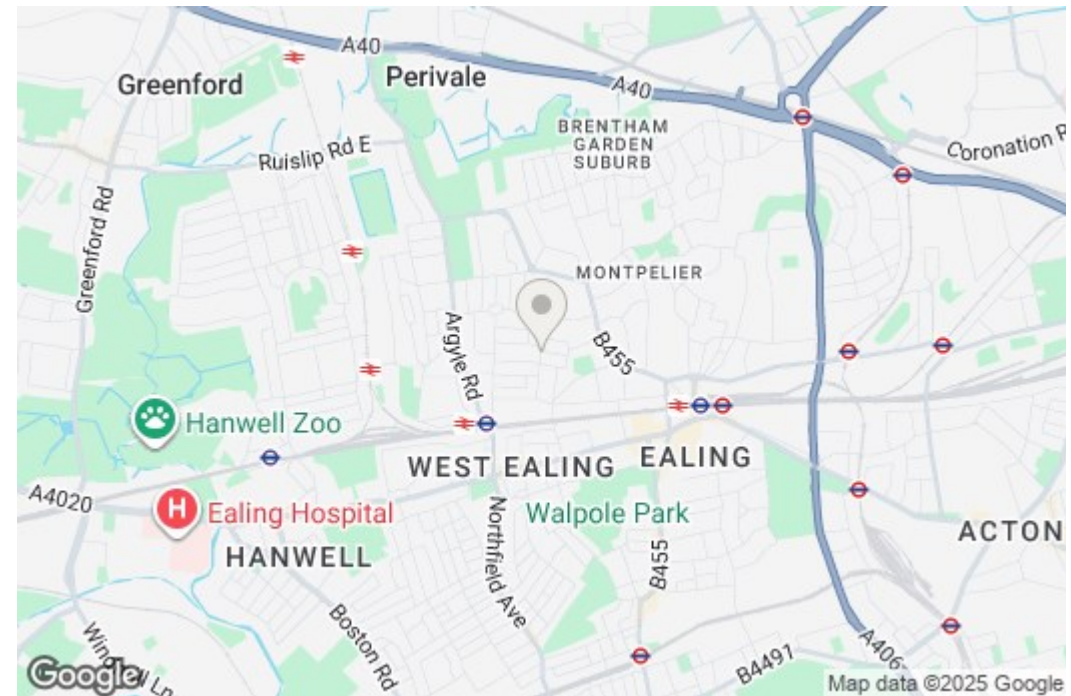 A40
Greenford
Perivale
A40
BRENTHAM
GARDEN
SUBURB
Coronation R
Ruislip Rd E
Greenford Rd
MONTPELIER
Argyle Rd
B455
Hanwell Zoo
WEST EALING
EALING
A4020
H
Ealing Hospital
Northfield Ave
Walpole Park
ACTON
HANWELL
B455
Boston Rd
A406
B4491
Google
Map data ©2025 Google